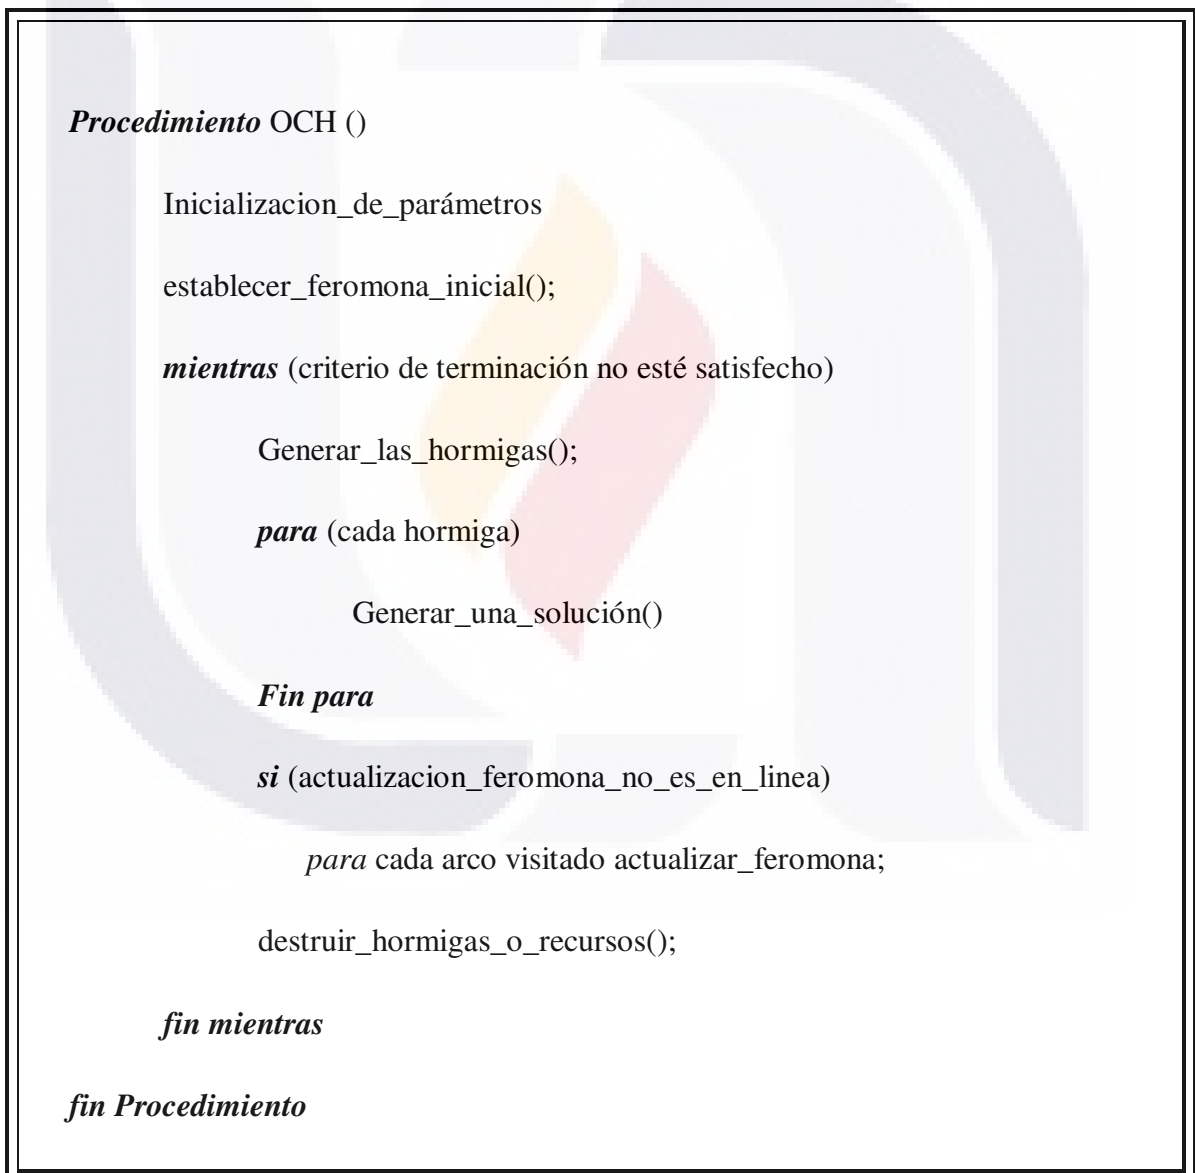 Procedimiento OCH ()
Inicializacion_de_parámetros
establecer_feromona_inicial();
mientras (criterio de terminación no esté satisfecho)
Generar_las_hormigas();
para (cada hormiga)
Generar_una_solución()
Fin para
si (actualizacion_feromona_no_es_en_linea)
para cada arco visitado actualizar_feromona;
destruir_hormigas_o_recursos();
fin mientras
fin Procedimiento